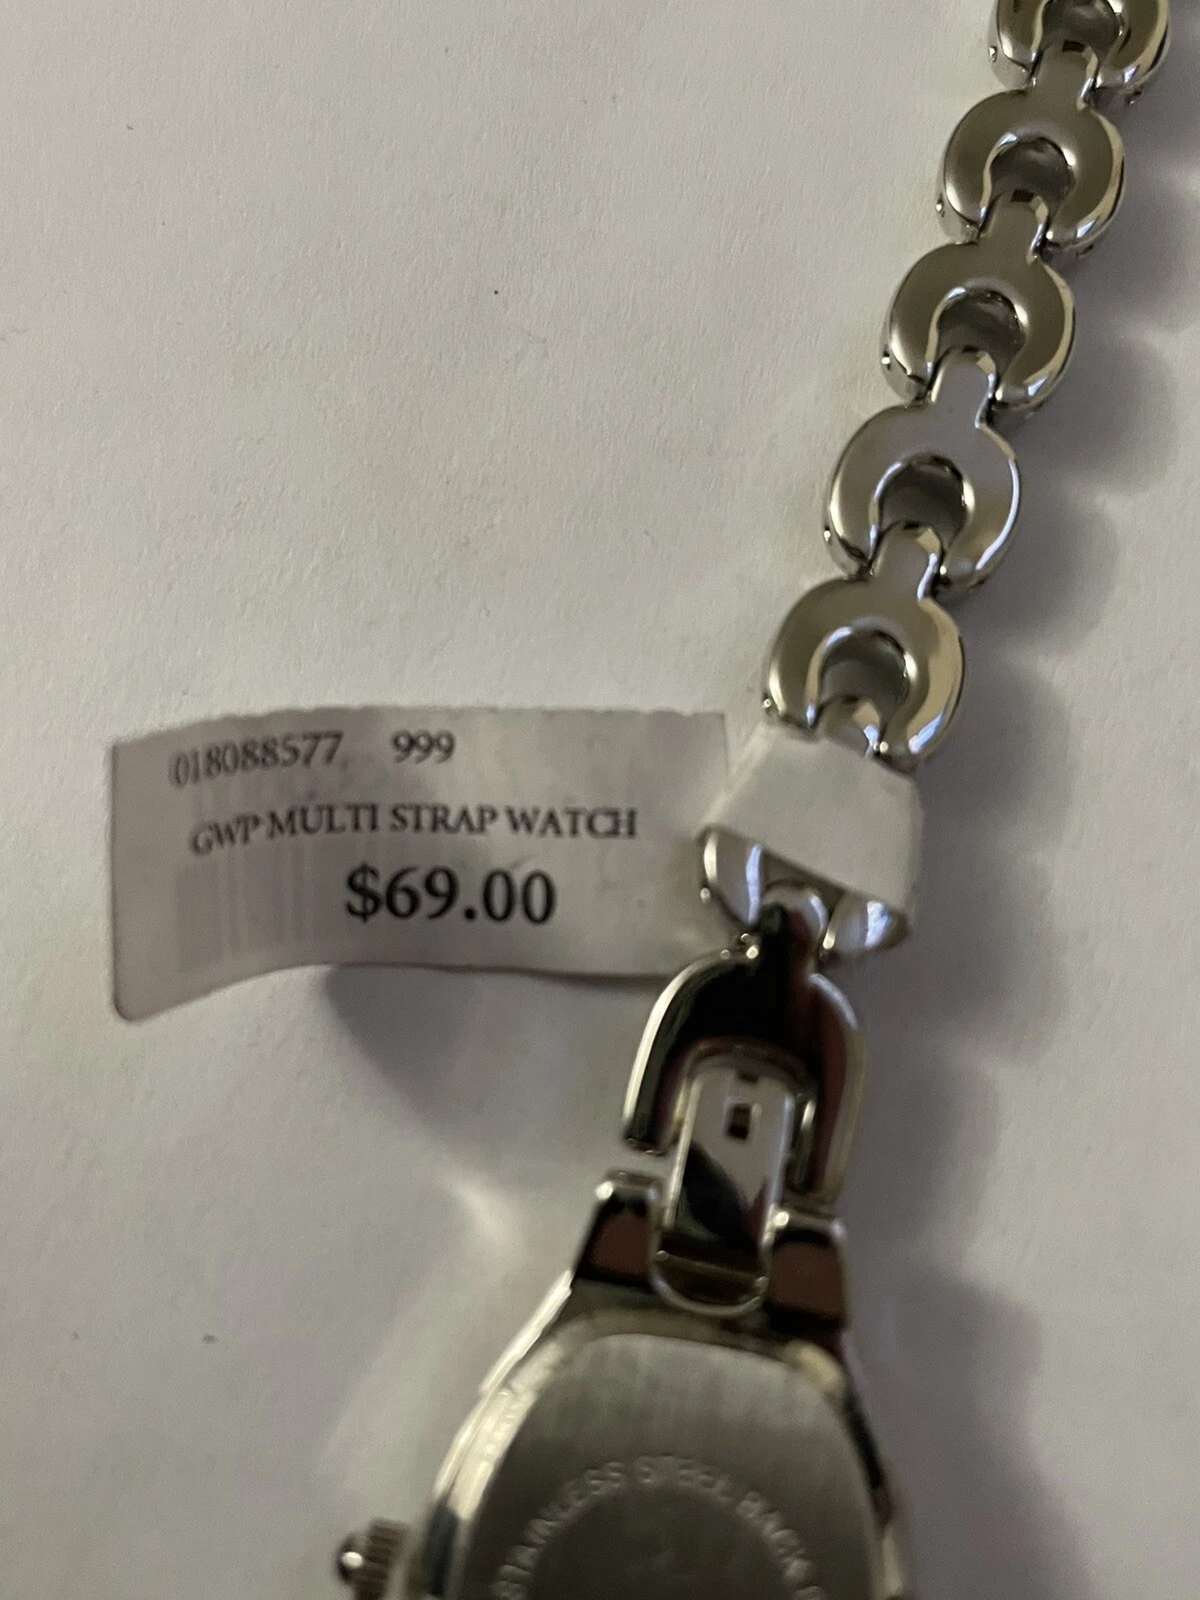 018088577 999
GWP MULTI STRAP WATCH
$69.00
STAINLESS STEEL BACK